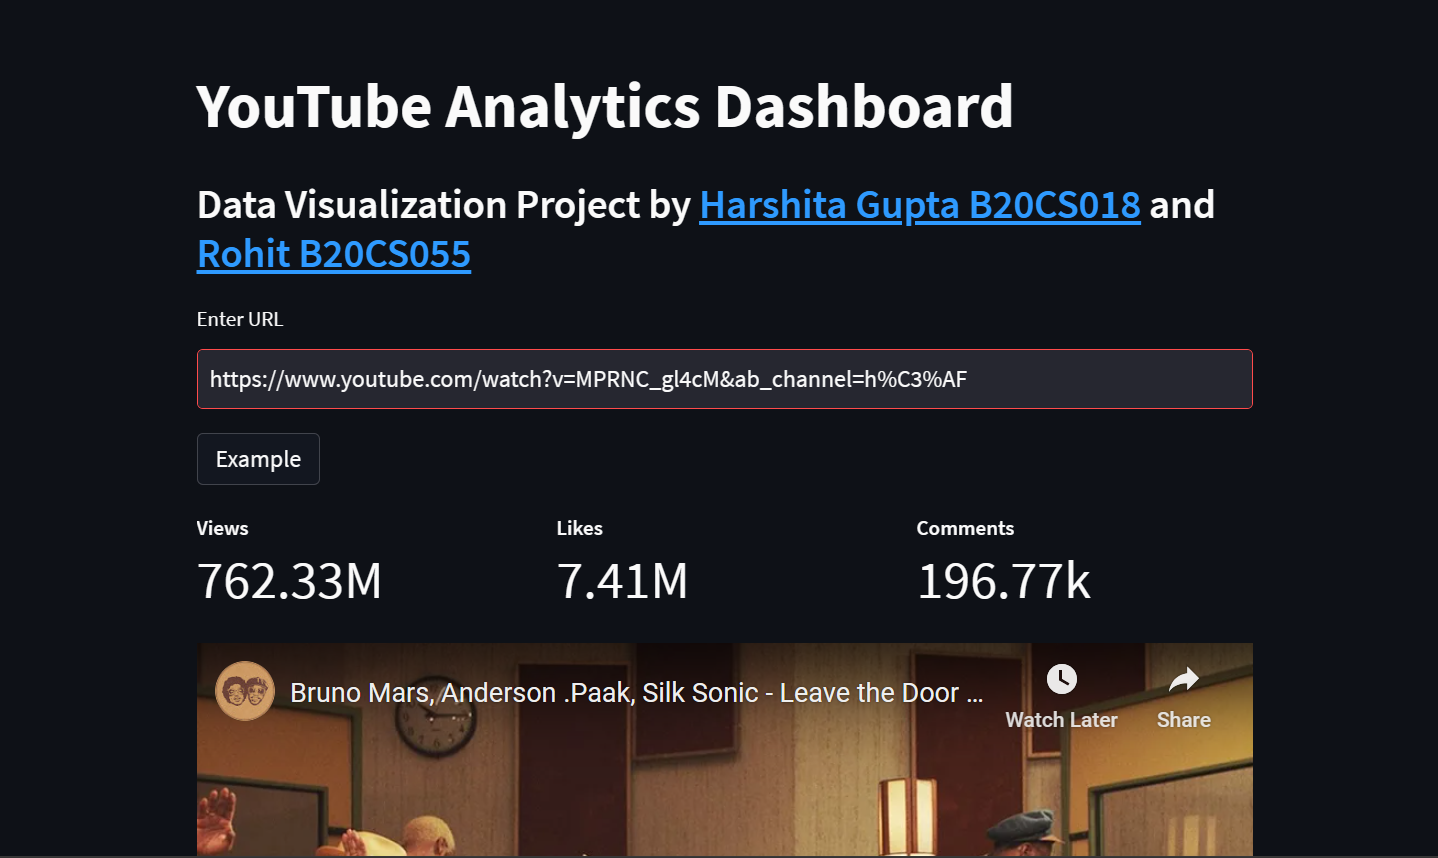 YouTube Analytics Dashboard
Data Visualization Project by Harshita Gupta B20CS018 and
Rohit B20CS055
Enter URL
https://www.youtube.com/watch?v=MPRNC_gl4cM&ab_channel=h%C3%AF
Example
Views Likes Comments
762.33M 7.41M 196.77k
Bruno Mars, Anderson .Paak, Silk Sonic - Leave the Door ...
Watch Later Share